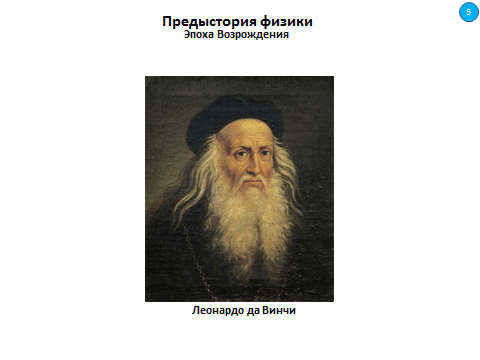 5
Предыстория физики
Эпоха Возрождения
Леонардо да Винчи